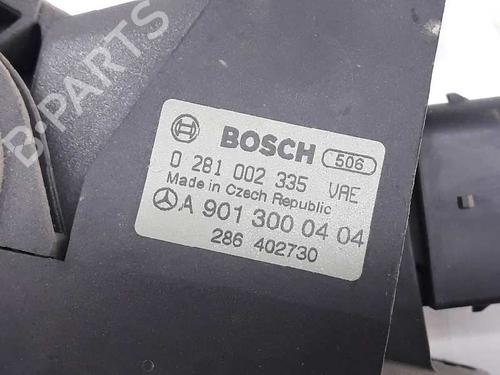 B-PARTS
BOSCH 506
0 281 002 335 VAE
Made in Czech Republic
A 901 300 04 04
286 402730